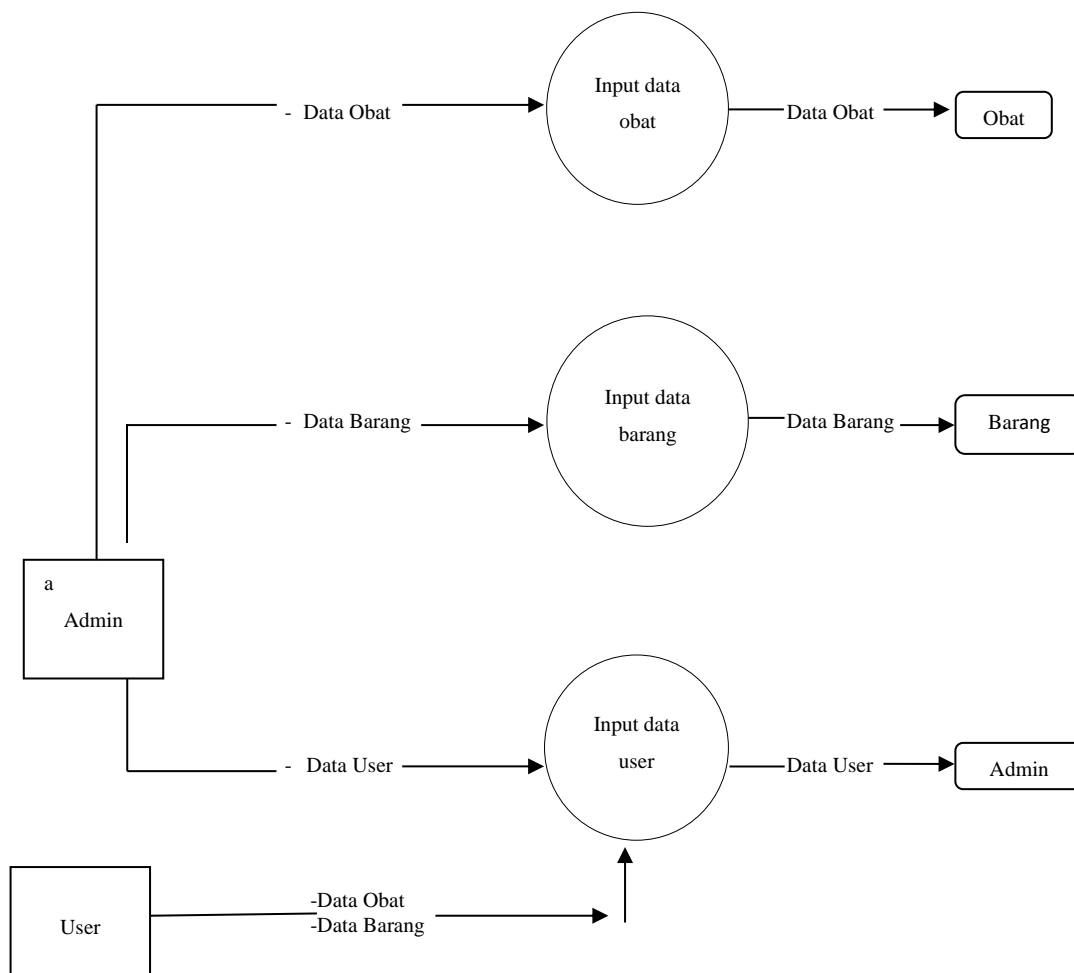 Input data
obat
- Data Obat
Data Obat
Obat
Input data
barang
- Data Barang
Data Barang
Barang
a
Admin
Input data
user
- Data User
Data User
Admin
-Data Obat
-Data Barang
User